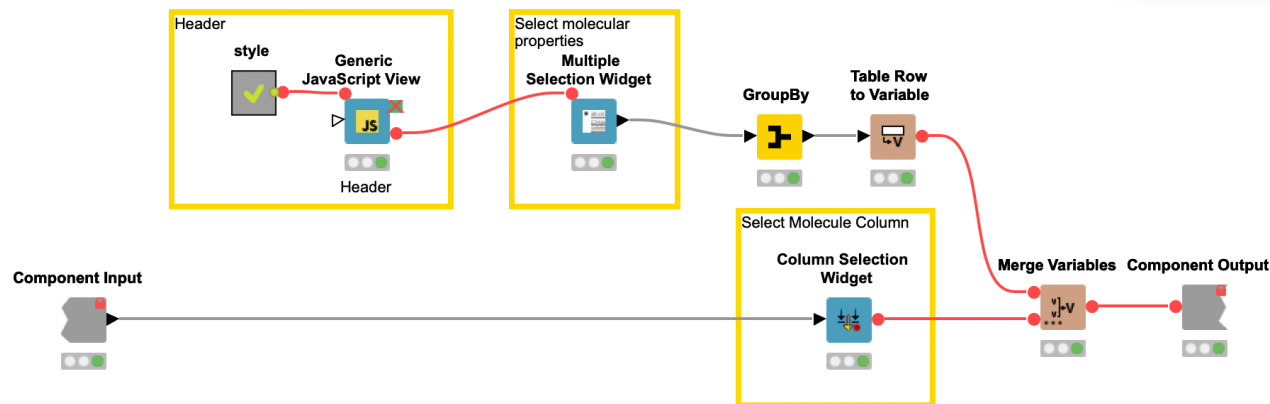 Header
style
Generic
JavaScript View
JS
Header
Select molecular
properties
Multiple
Selection Widget
GroupBy
Table Row
to Variable
V
Select Molecule Column
Column Selection
Widget
Component Input
Merge Variables
V
V
V
Component Output